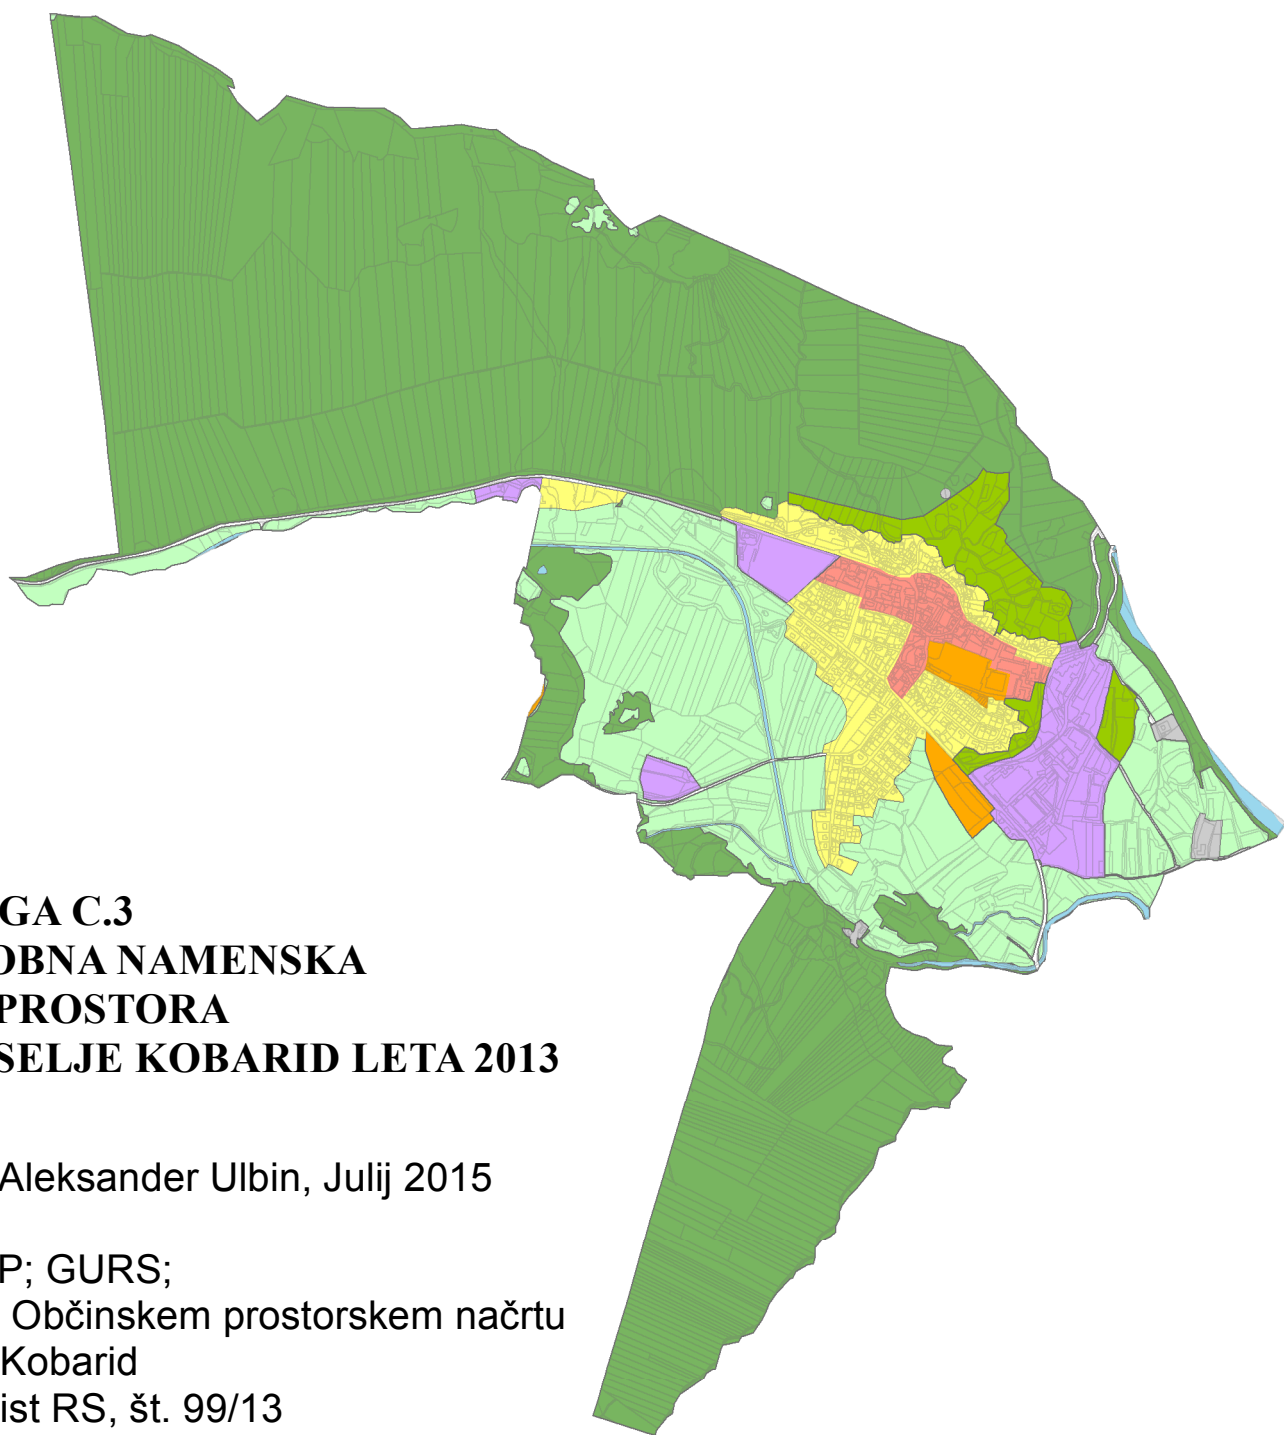 GA C.3
OBNA NAMENSKA
PROSTORA
SELJE KOBARID LETA 2013
Aleksander Ulbin, Julij 2015
P; GURS;
Občinskem prostorskem načrtu
Kobarid
ist RS, št. 99/13